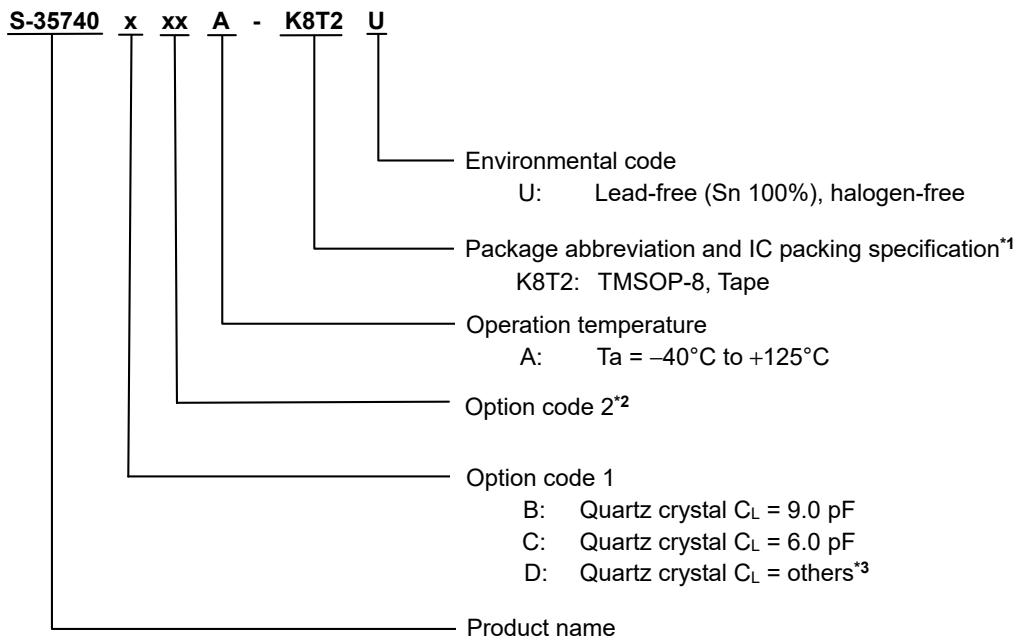 S-35740 x xx A - K8T2 U
Environmental code
U: Lead-free (Sn 100%), halogen-free
Package abbreviation and IC packing specification*1
K8T2: TMSOP-8, Tape
Operation temperature
A: Ta = −40°C to +125°C
Option code 2*2
Option code 1
B: Quartz crystal CL = 9.0 pF
C: Quartz crystal CL = 6.0 pF
D: Quartz crystal CL = others*3
Product name